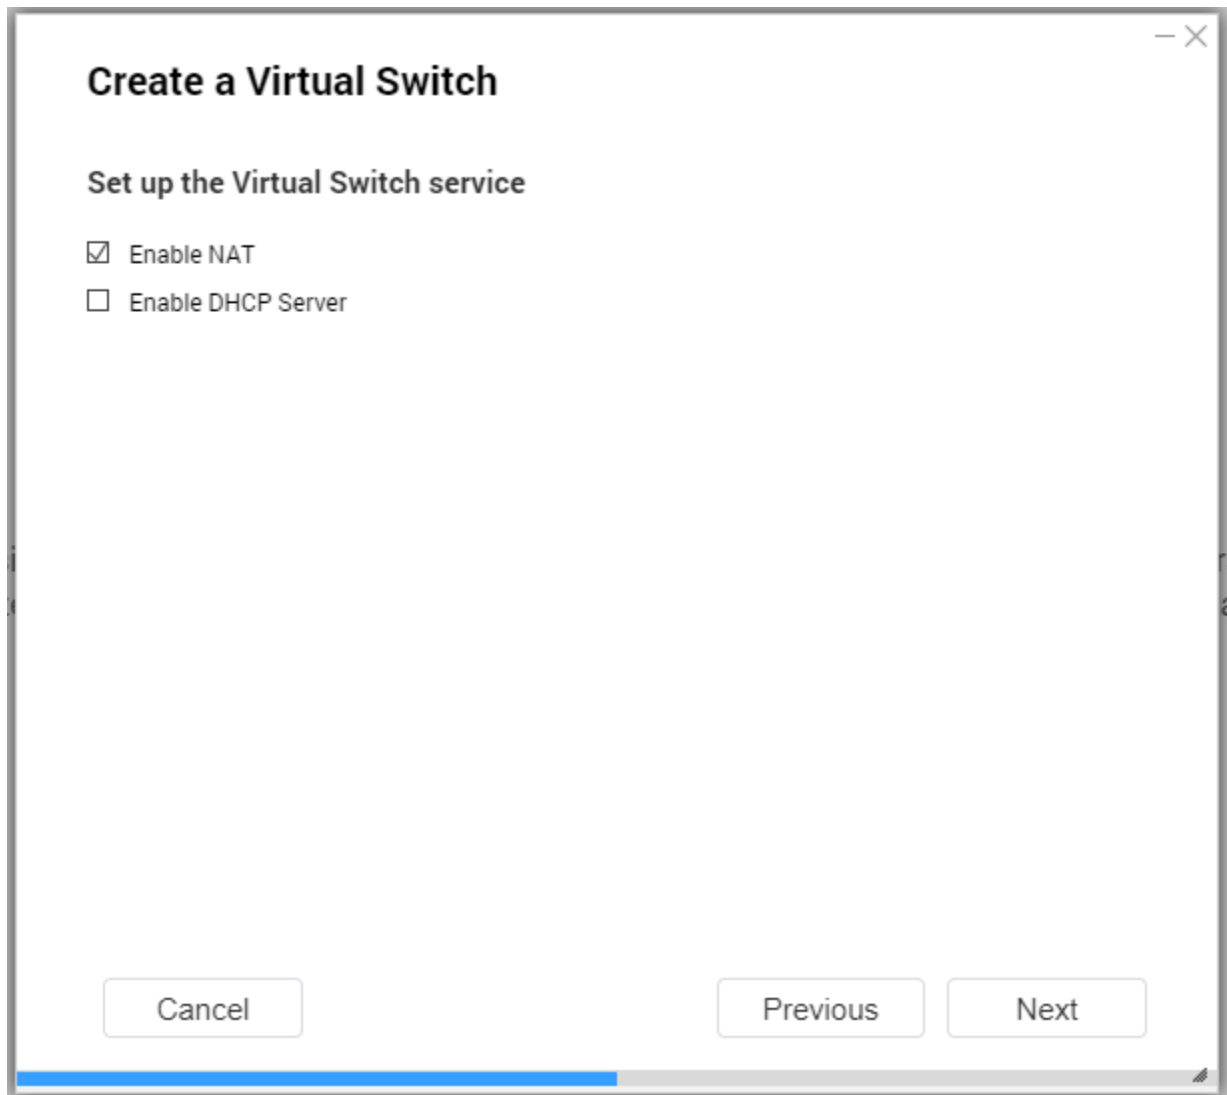 Create a Virtual Switch
Set up the Virtual Switch service
Enable NAT
Enable DHCP Server
Cancel
Previous
Next